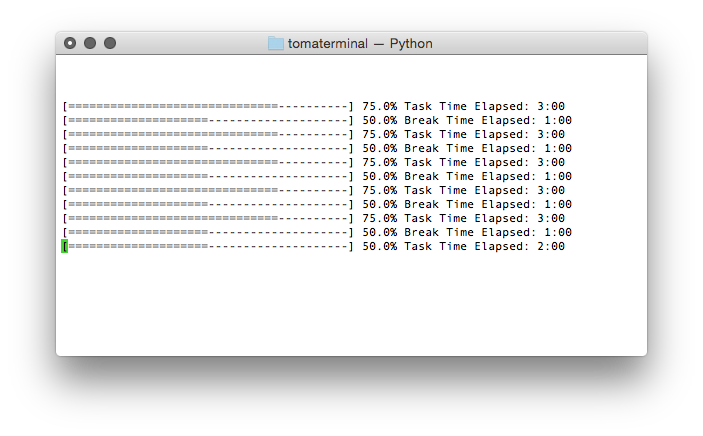 tomaterminal — Python
[==============================----------] 75.0% Task Time Elapsed: 3:00
[====================--------------------] 50.0% Break Time Elapsed: 1:00
[==============================----------] 75.0% Task Time Elapsed: 3:00
[====================--------------------] 50.0% Break Time Elapsed: 1:00
[==============================----------] 75.0% Task Time Elapsed: 3:00
[====================--------------------] 50.0% Break Time Elapsed: 1:00
[==============================----------] 75.0% Task Time Elapsed: 3:00
[====================--------------------] 50.0% Break Time Elapsed: 1:00
[==============================----------] 75.0% Task Time Elapsed: 3:00
[====================--------------------] 50.0% Break Time Elapsed: 1:00
[====================--------------------] 50.0% Task Time Elapsed: 2:00